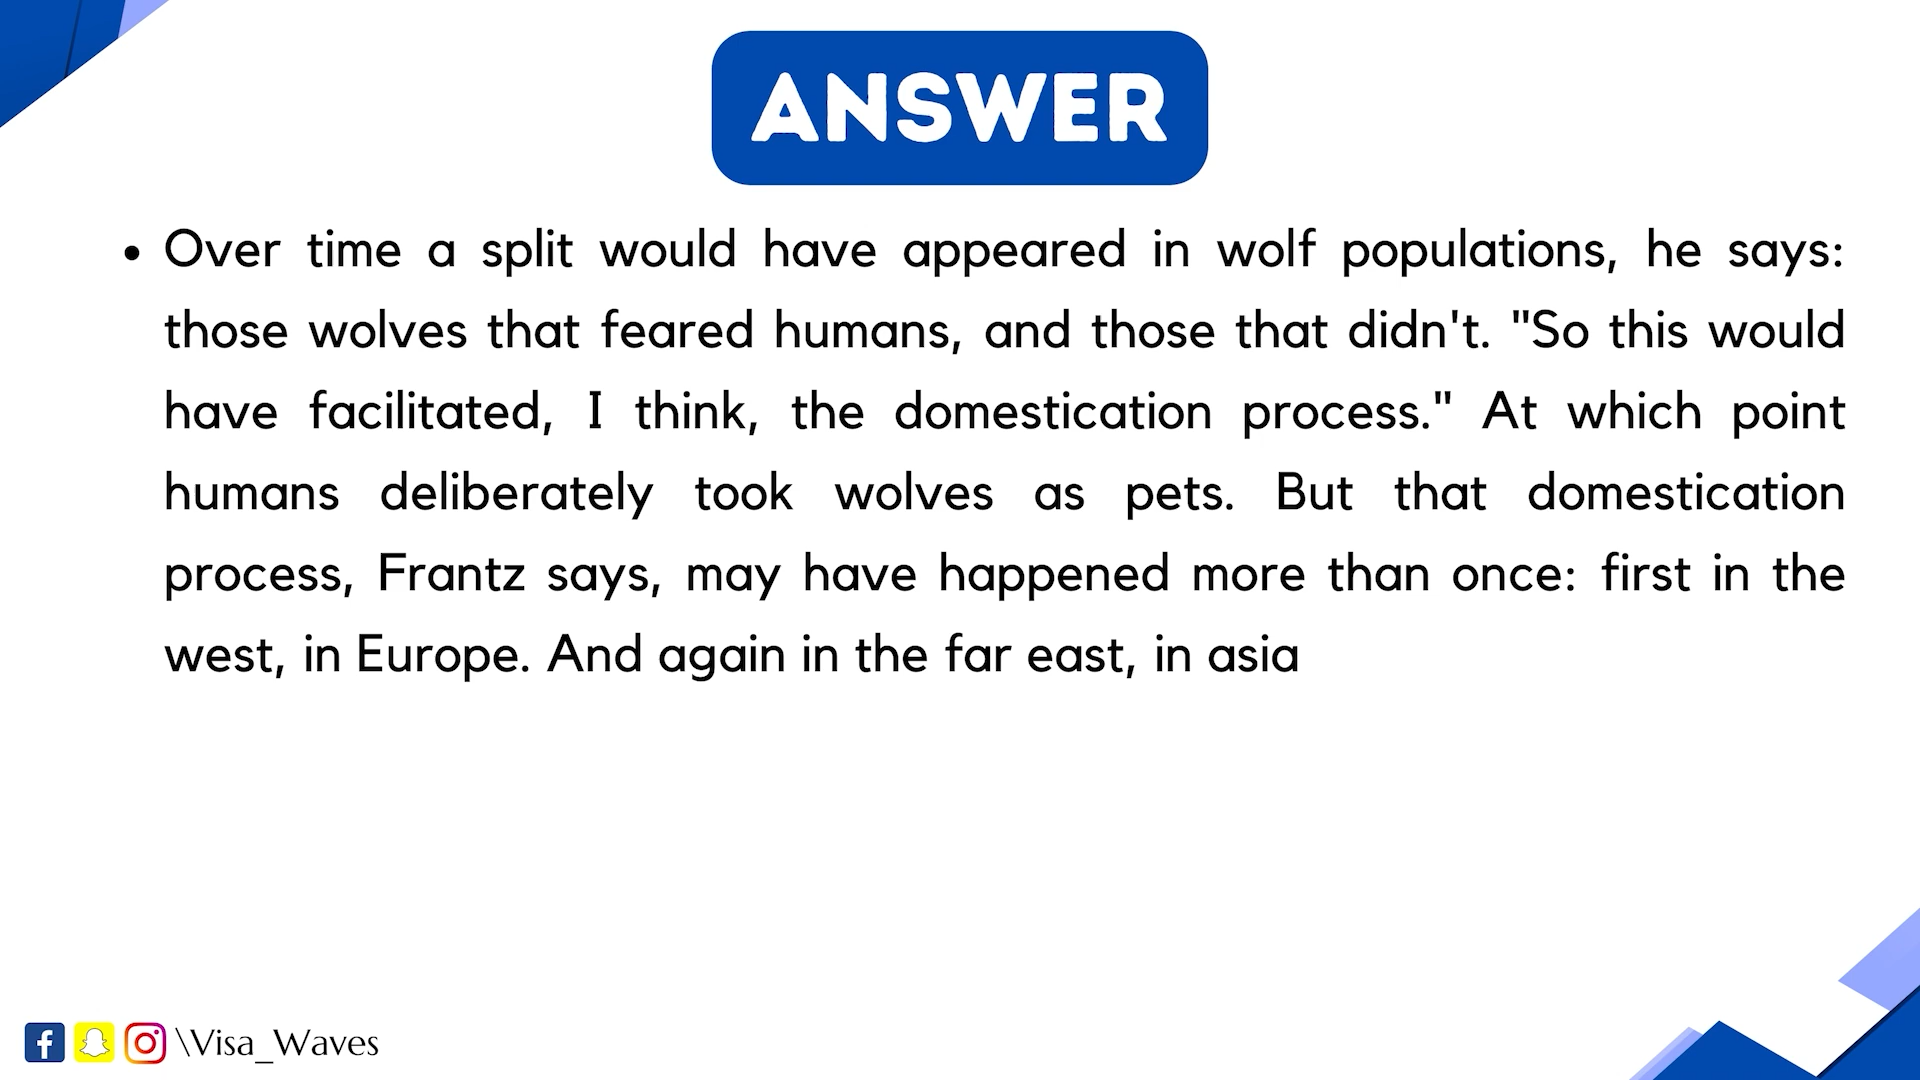 ANSWER
• Over time a split would have appeared in wolf populations, he says:
those wolves that feared humans, and those that didn't. "So this would
have facilitated, I think, the domestication process." At which point
humans deliberately took wolves as pets. But that domestication
process, Frantz says, may have happened more than once: first in the
west, in Europe. And again in the far east, in asia
\Visa_Waves